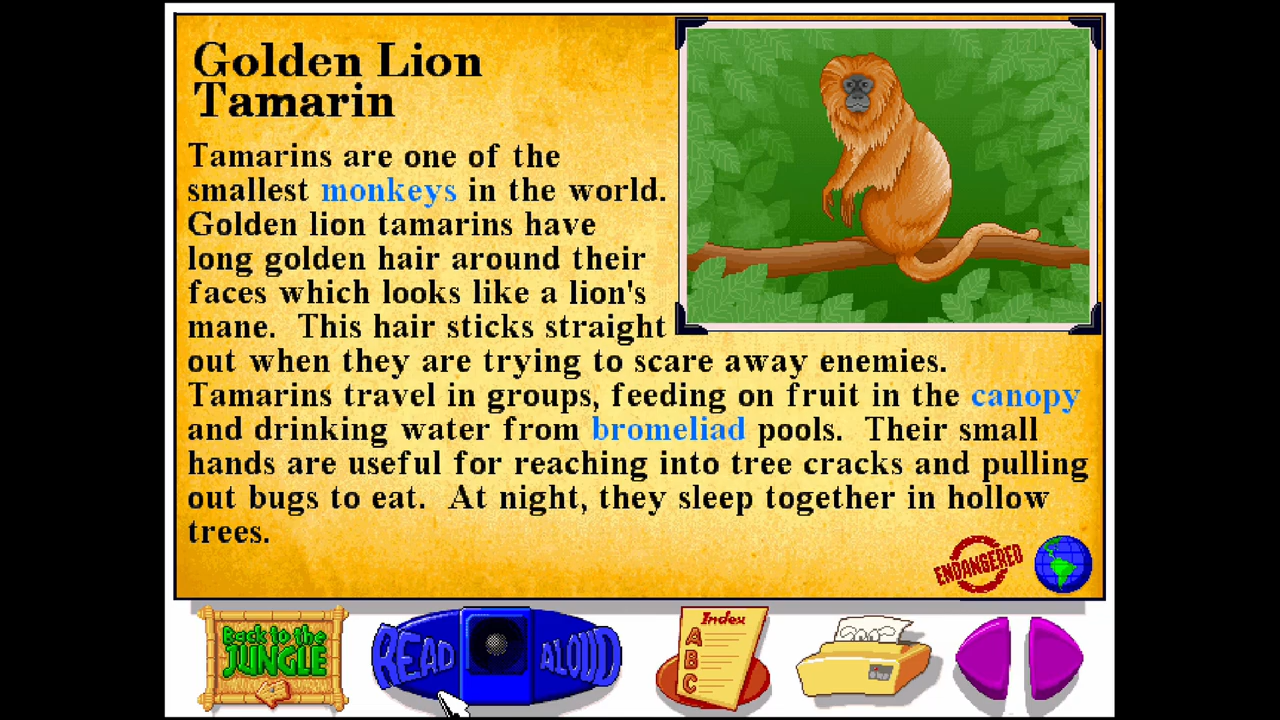 Golden Lion
Tamarin
Tamarins are one of the
smallest monkeys in the world.
Golden lion tamarins have
long golden hair around their
faces which looks like a lion's
mane.  This hair sticks straight
out when they are trying to scare away enemies.
Tamarins travel in groups, feeding on fruit in the canopy
and drinking water from bromeliad pools.  Their small
hands are useful for reaching into tree cracks and pulling
out bugs to eat.  At night, they sleep together in hollow
trees.
ENDANGERED
Back to the
JUNGLE
READ ALOUD
Index
A
B
C